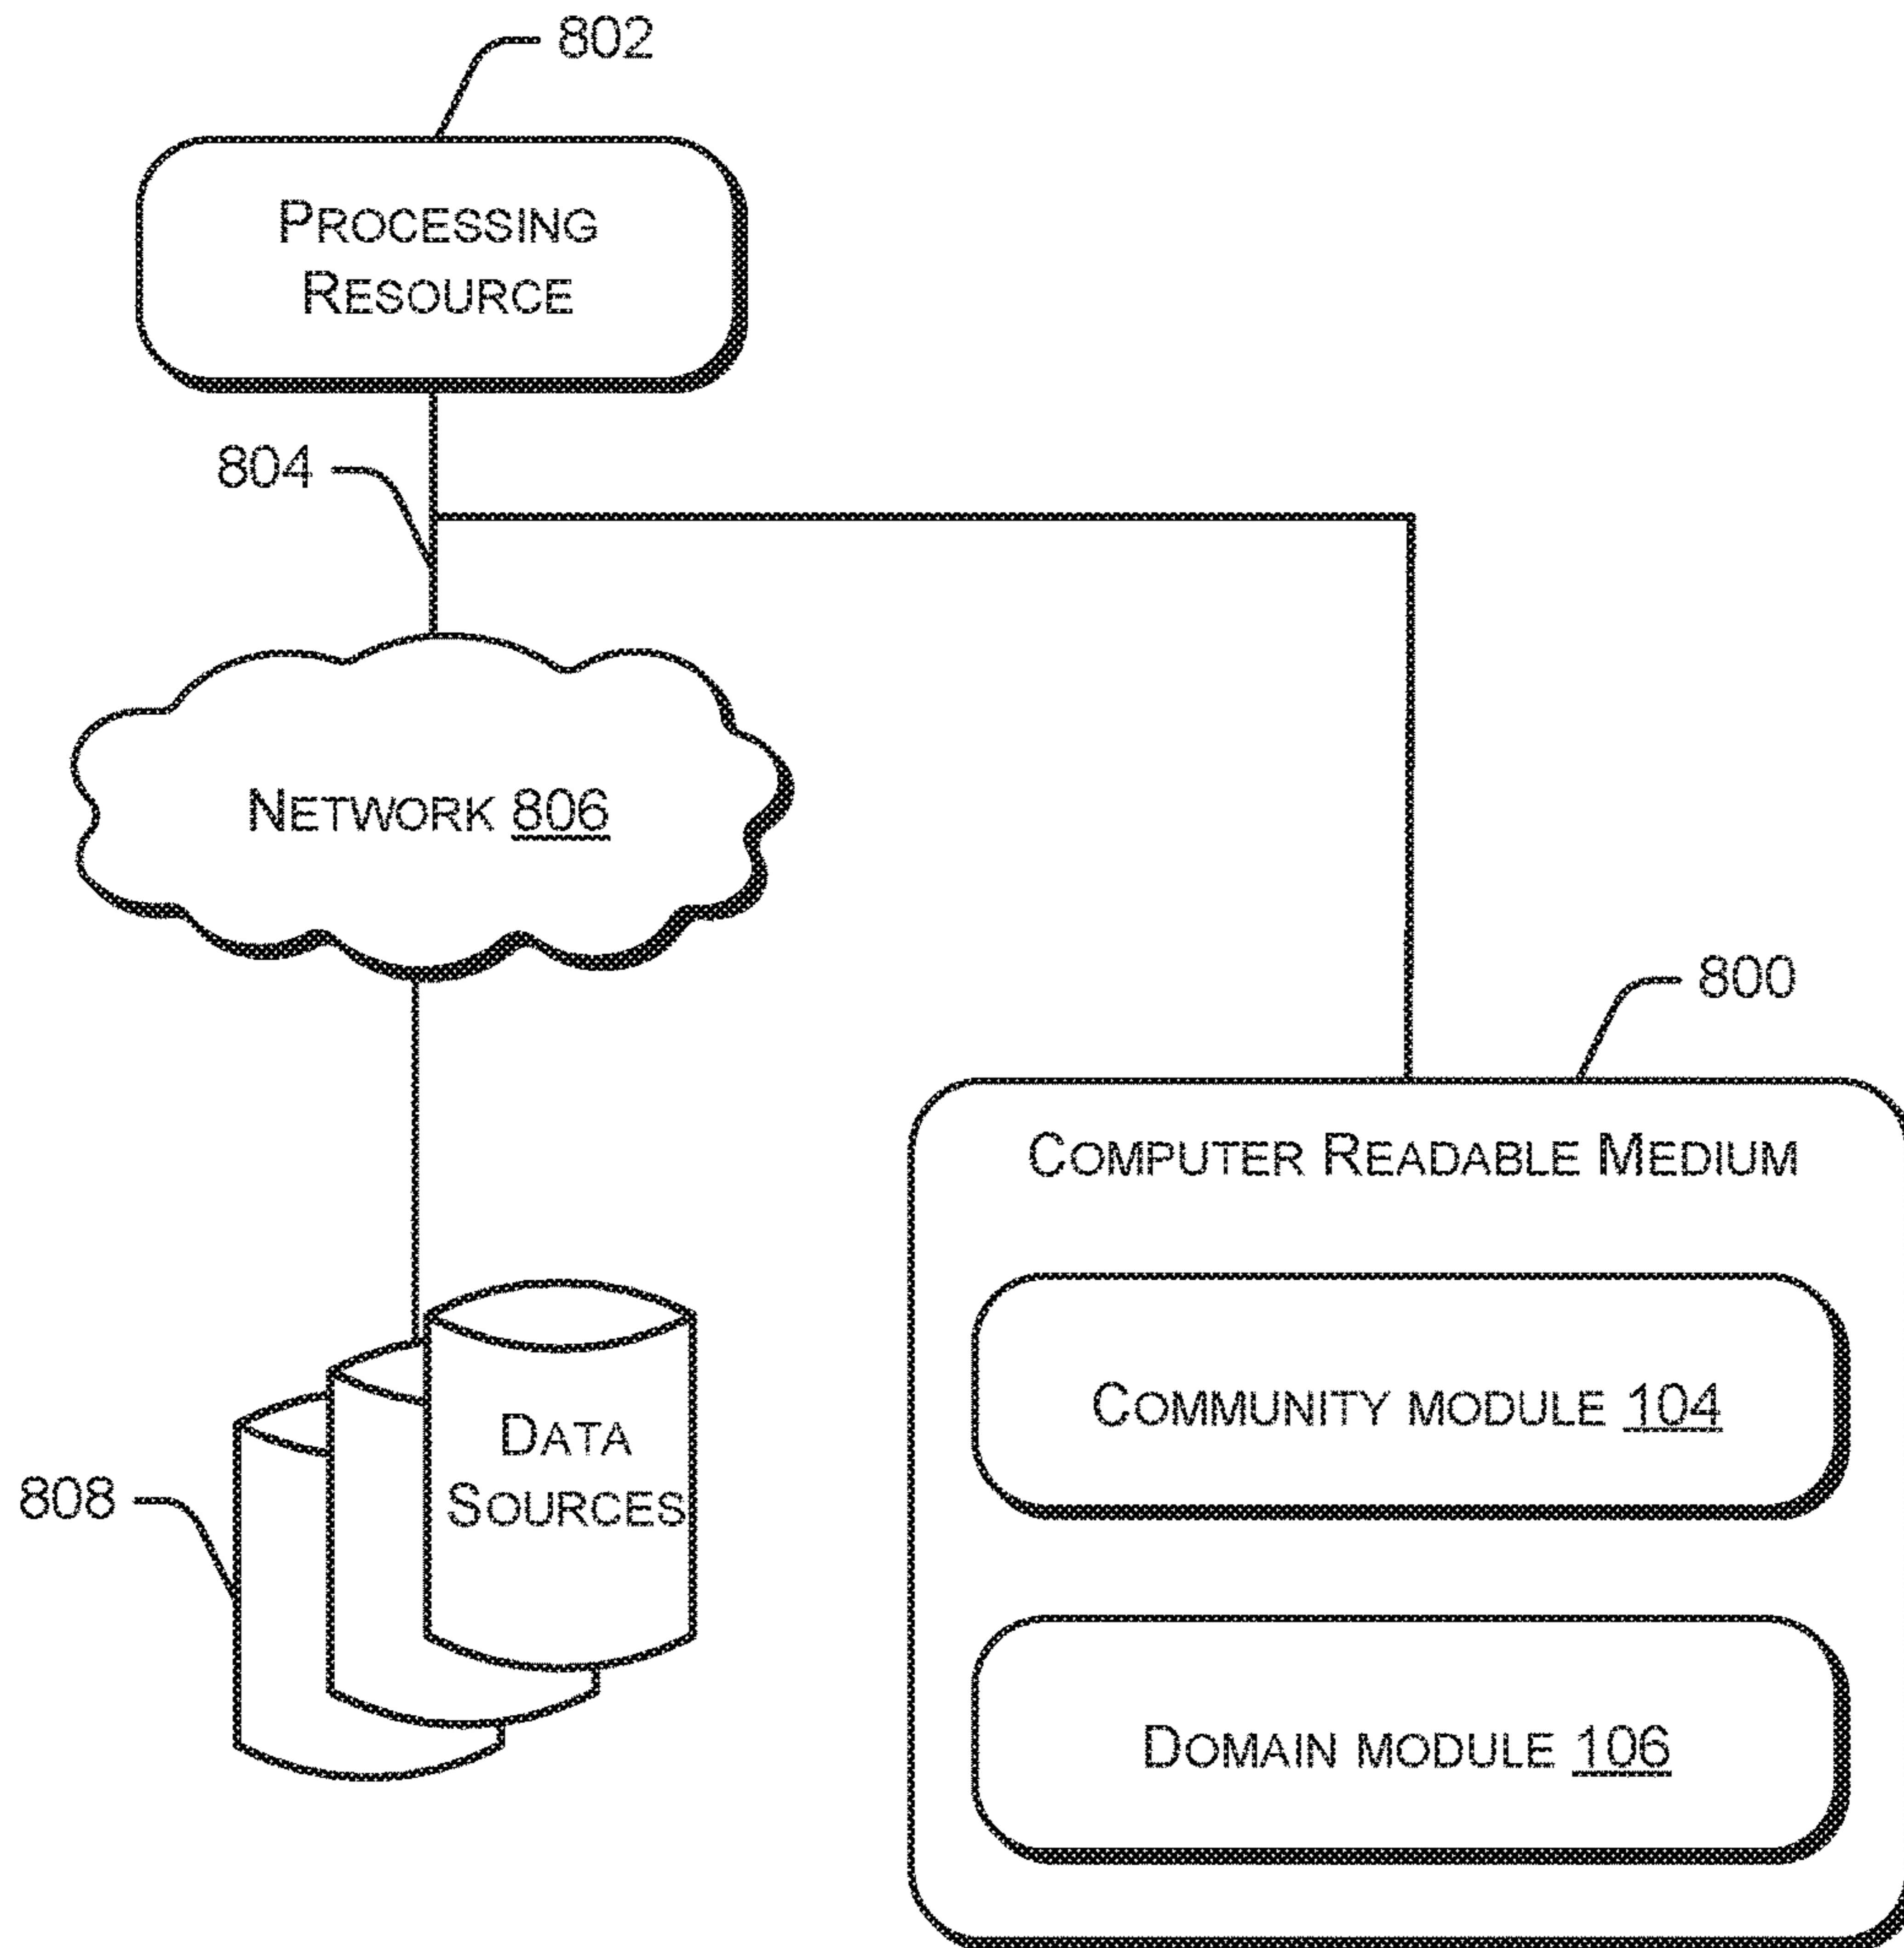 802
PROCESSING
RESOURCE
804
NETWORK 806
800
COMPUTER READABLE MEDIUM
COMMUNITY MODULE 104
DATA
SOURCES
808
DOMAIN MODULE 106